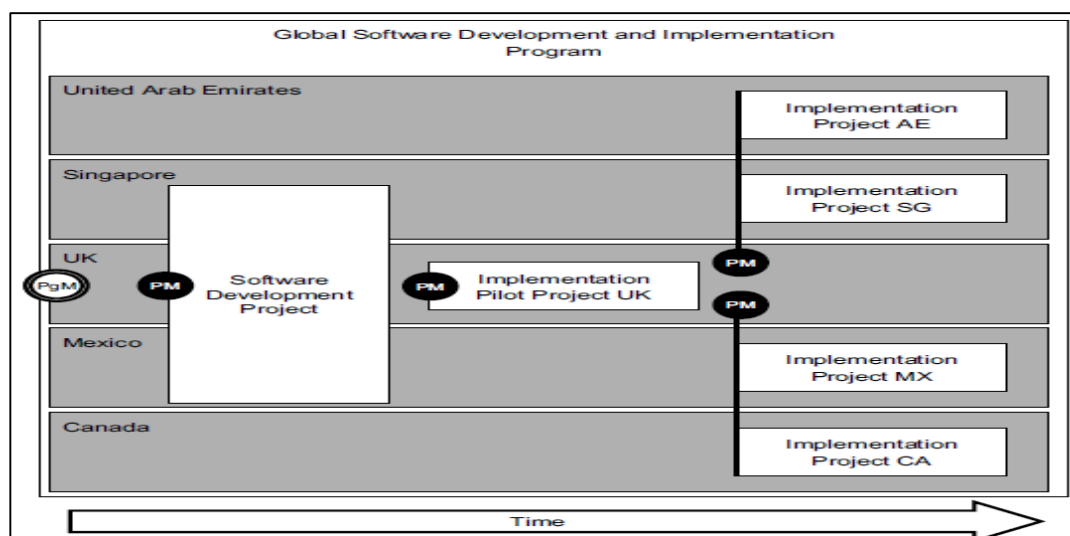 Global Software Development and Implementation
Program
United Arab Emirates
Implementation
Project AE
Singapore
Implementation
Project SG
UK
PgM
PM
Software
Development
Project
PM
Implementation
Pilot Project UK
PM
PM
Mexico
Implementation
Project MX
Canada
Implementation
Project CA
Time